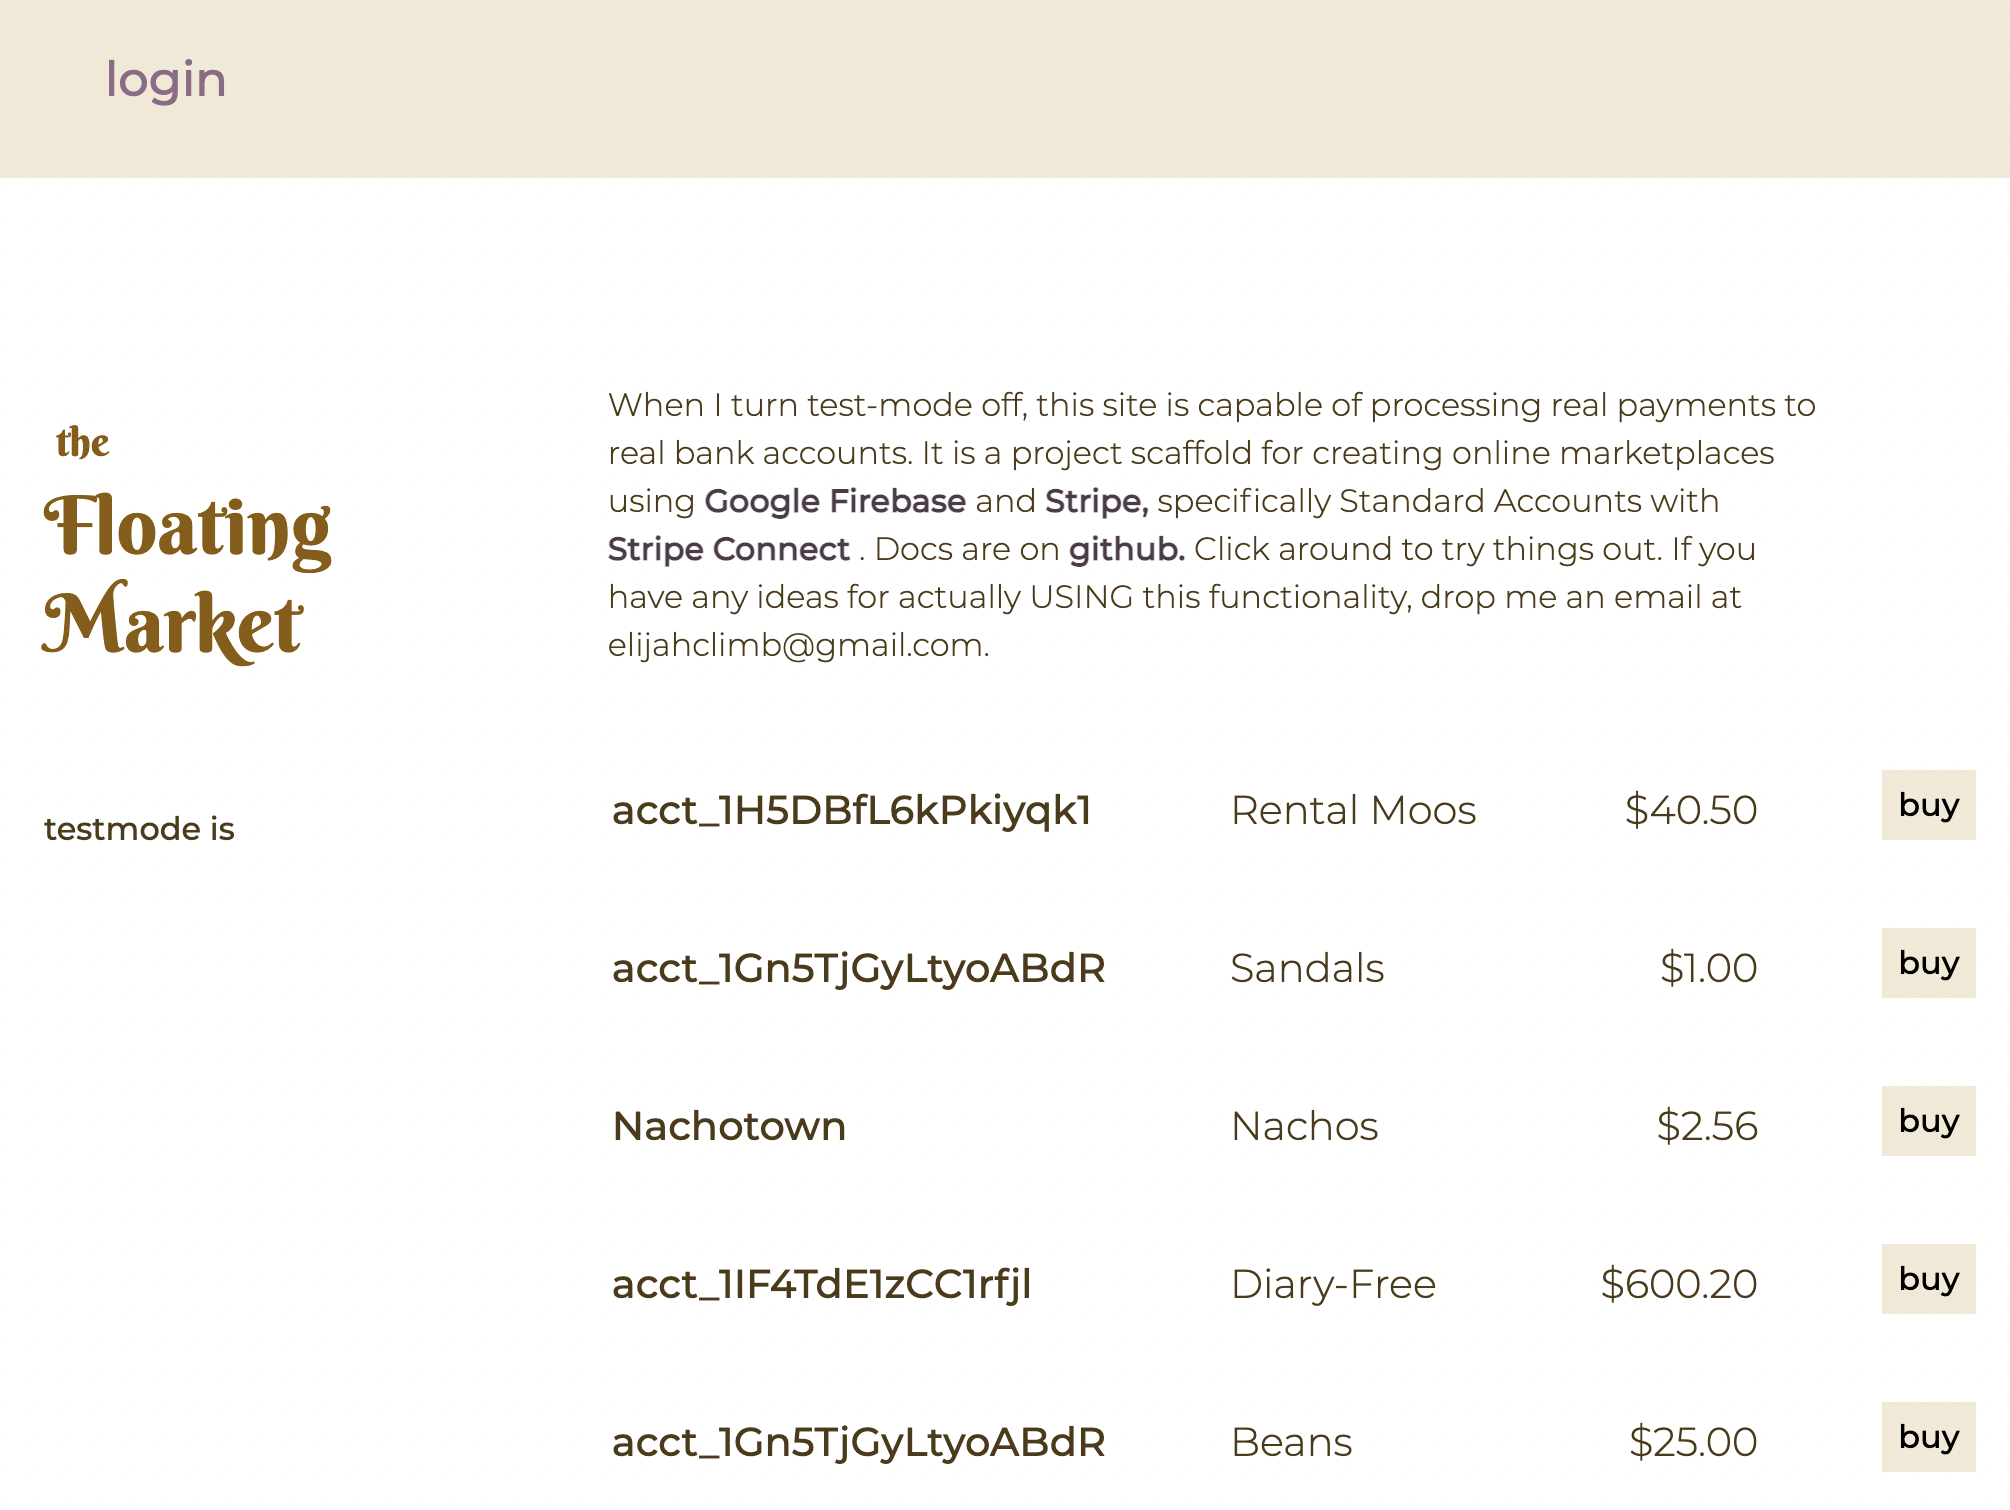 login
the
Floating
Market
testmode is
When I turn test-mode off, this site is capable of processing real payments to
real bank accounts. It is a project scaffold for creating online marketplaces
using Google Firebase and Stripe, specifically Standard Accounts with
Stripe Connect . Docs are on github. Click around to try things out. If you
have any ideas for actually USING this functionality, drop me an email at
elijahclimb@gmail.com.
acct_1H5DBfL6kPkiyqk1 Rental Moos $40.50 buy
acct_1Gn5TjGyLtyoABdR Sandals $1.00 buy
Nachotown Nachos $2.56 buy
acct_1IF4TdE1zCC1rfjl Diary-Free $600.20 buy
acct_1Gn5TjGyLtyoABdR Beans $25.00 buy